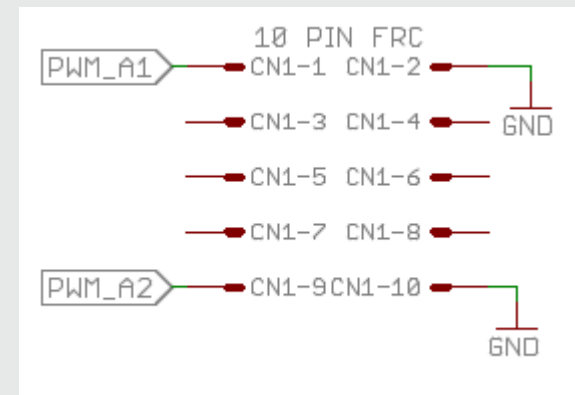 10 PIN FRC
PWM_A1 CN1-1 CN1-2
CN1-3 CN1-4 GND
CN1-5 CN1-6
CN1-7 CN1-8
PWM_A2 CN1-9 CN1-10
GND